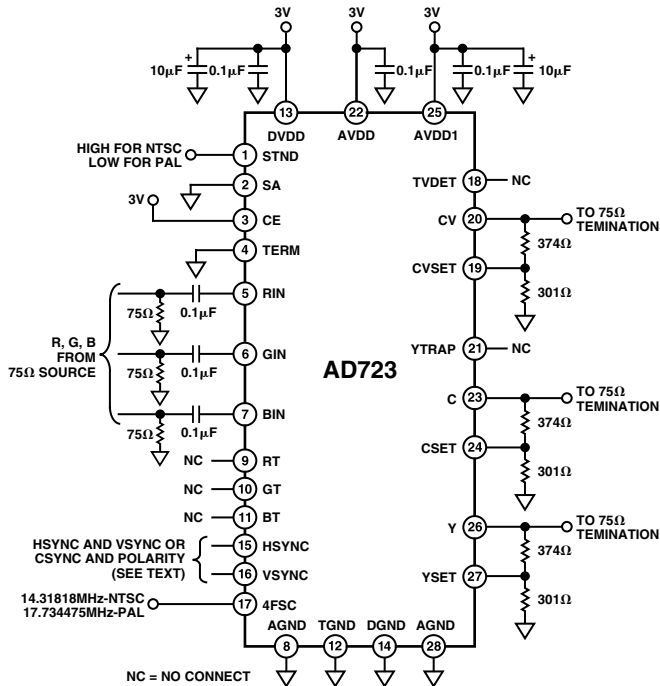 3V 3V 3V
10µF + 0.1µF 0.1µF 0.1µF + 10µF
13 22 25
DVDD AVDD AVDD1
HIGH FOR NTSC
LOW FOR PAL
1 STND
2 SA
3V
3 CE
4 TERM
5 RIN
75Ω 0.1µF
R, G, B
FROM
75Ω SOURCE
6 GIN
75Ω 0.1µF
7 BIN
75Ω 0.1µF
NC 9 RT
NC 10 GT
NC 11 BT
HSYNC AND VSYNC OR
CSYNC AND POLARITY
(SEE TEXT)
15 HSYNC
16 VSYNC
14.31818MHz-NTSC
17.734475MHz-PAL
17 4FSC
AD723
TVDET 18 NC
CV 20 TO 75Ω
TEMINATION
374Ω
CVSET 19
301Ω
YTRAP 21 NC
C 23 TO 75Ω
TEMINATION
374Ω
CSET 24
301Ω
Y 26 TO 75Ω
TEMINATION
374Ω
YSET 27
301Ω
AGND TGND DGND AGND
8 12 14 28
NC = NO CONNECT